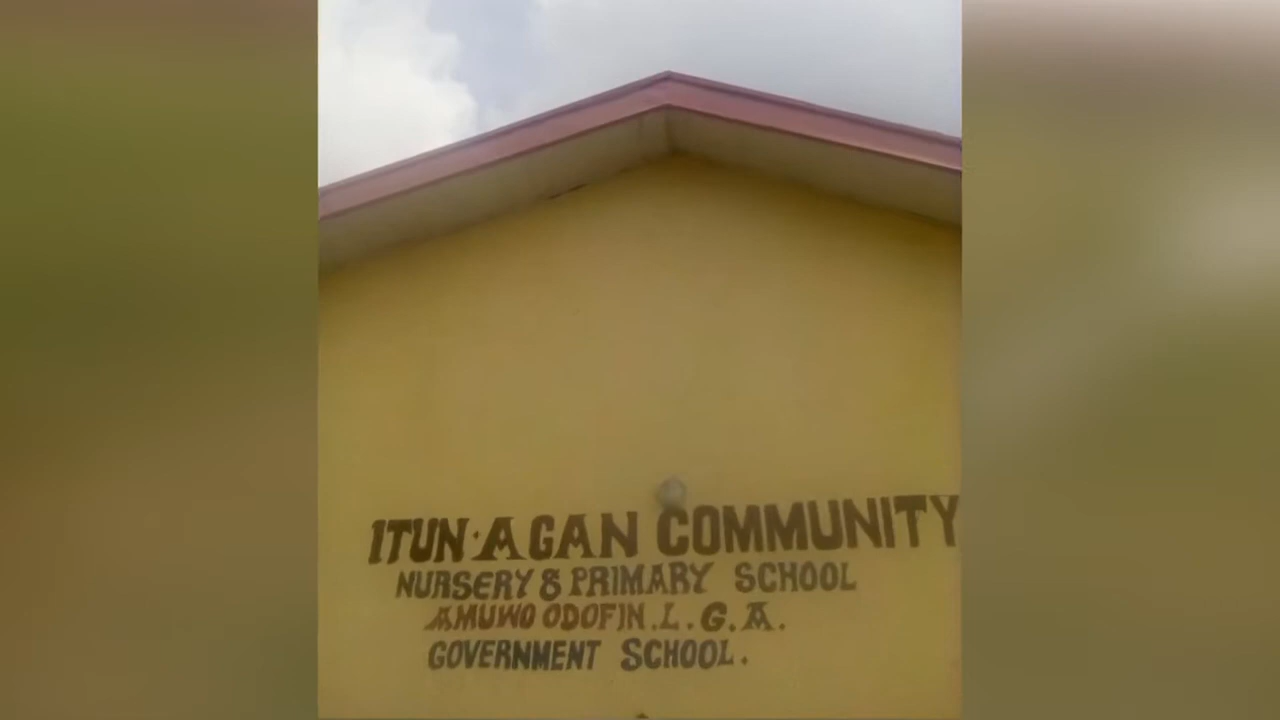 ITUN·AGAN COMMUNITY
NURSERY & PRIMARY SCHOOL
AMUWO ODOFIN.L.G.A.
GOVERNMENT SCHOOL.